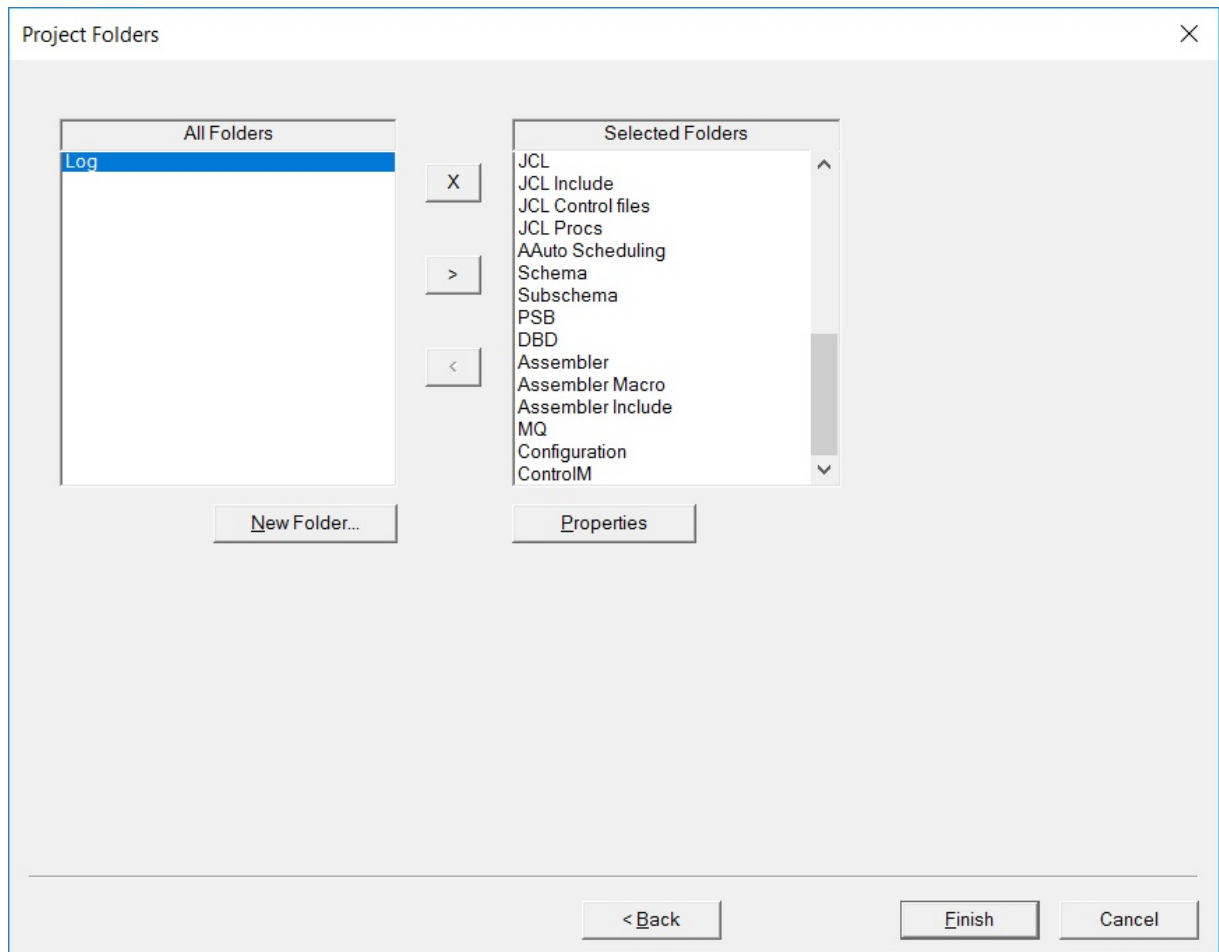 Project Folders
All Folders
Log
X
>
<
New Folder...
Selected Folders
JCL
JCL Include
JCL Control files
JCL Procs
AAuto Scheduling
Schema
Subschema
PSB
DBD
Assembler
Assembler Macro
Assembler Include
MQ
Configuration
ControlM
Properties
< Back
Finish
Cancel